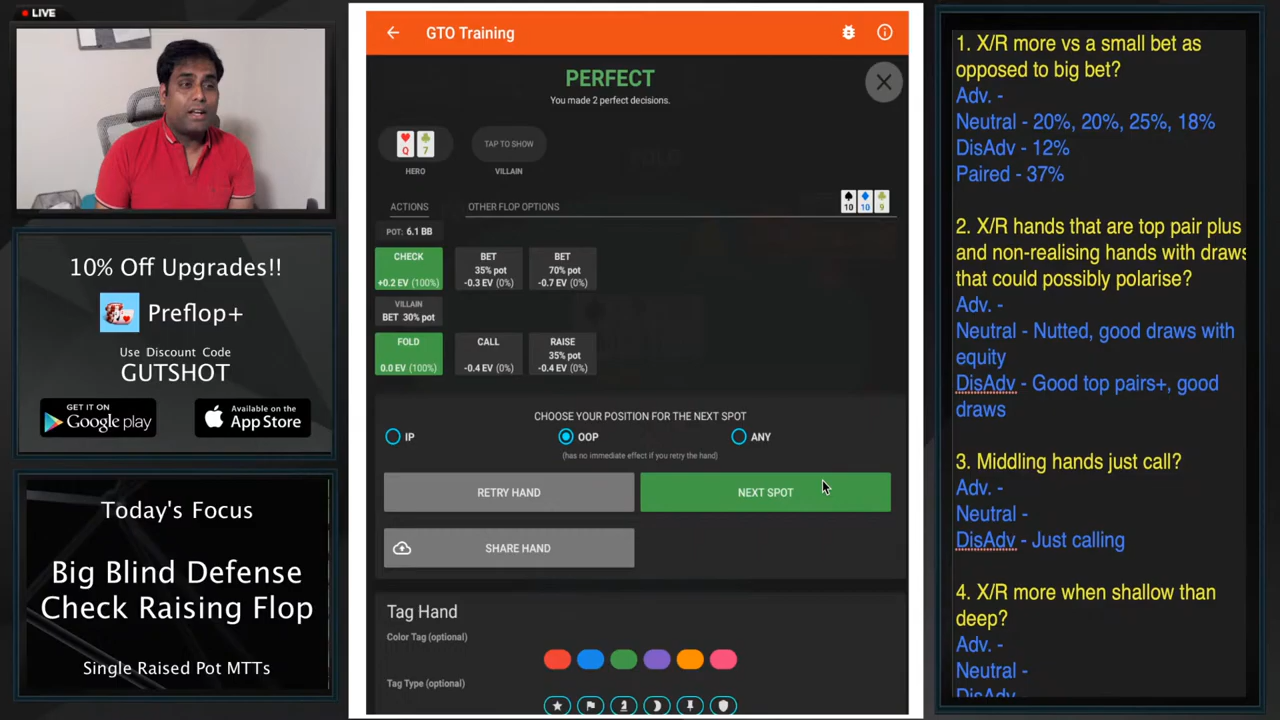 LIVE
10% Off Upgrades!!
Preflop+
Use Discount Code
GUTSHOT
GET IT ON
Google play
Available on the
App Store
Today's Focus
Big Blind Defense
Check Raising Flop
Single Raised Pot MTTs
GTO Training
PERFECT
You made 2 perfect decisions.
Q 7
TAP TO SHOW
HERO
VILLAIN
ACTIONS
OTHER FLOP OPTIONS
10 10 9
POT: 6.1 BB
CHECK
+0.2 EV (100%)
BET
35% pot
-0.3 EV (0%)
BET
70% pot
-0.7 EV (0%)
VILLAIN
BET 30% pot
FOLD
0.0 EV (100%)
CALL
-0.4 EV (0%)
RAISE
35% pot
-0.4 EV (0%)
CHOOSE YOUR POSITION FOR THE NEXT SPOT
IP
OOP
ANY
(has no immediate effect if you retry the hand)
RETRY HAND
NEXT SPOT
SHARE HAND
Tag Hand
Color Tag (optional)
Tag Type (optional)
1. X/R more vs a small bet as
opposed to big bet?
Adv. -
Neutral - 20%, 20%, 25%, 18%
DisAdv - 12%
Paired - 37%
2. X/R hands that are top pair plus
and non-realising hands with draws
that could possibly polarise?
Adv. -
Neutral - Nutted, good draws with
equity
DisAdv - Good top pairs+, good
draws
3. Middling hands just call?
Adv. -
Neutral -
DisAdv - Just calling
4. X/R more when shallow than
deep?
Adv. -
Neutral -
DisAdv -